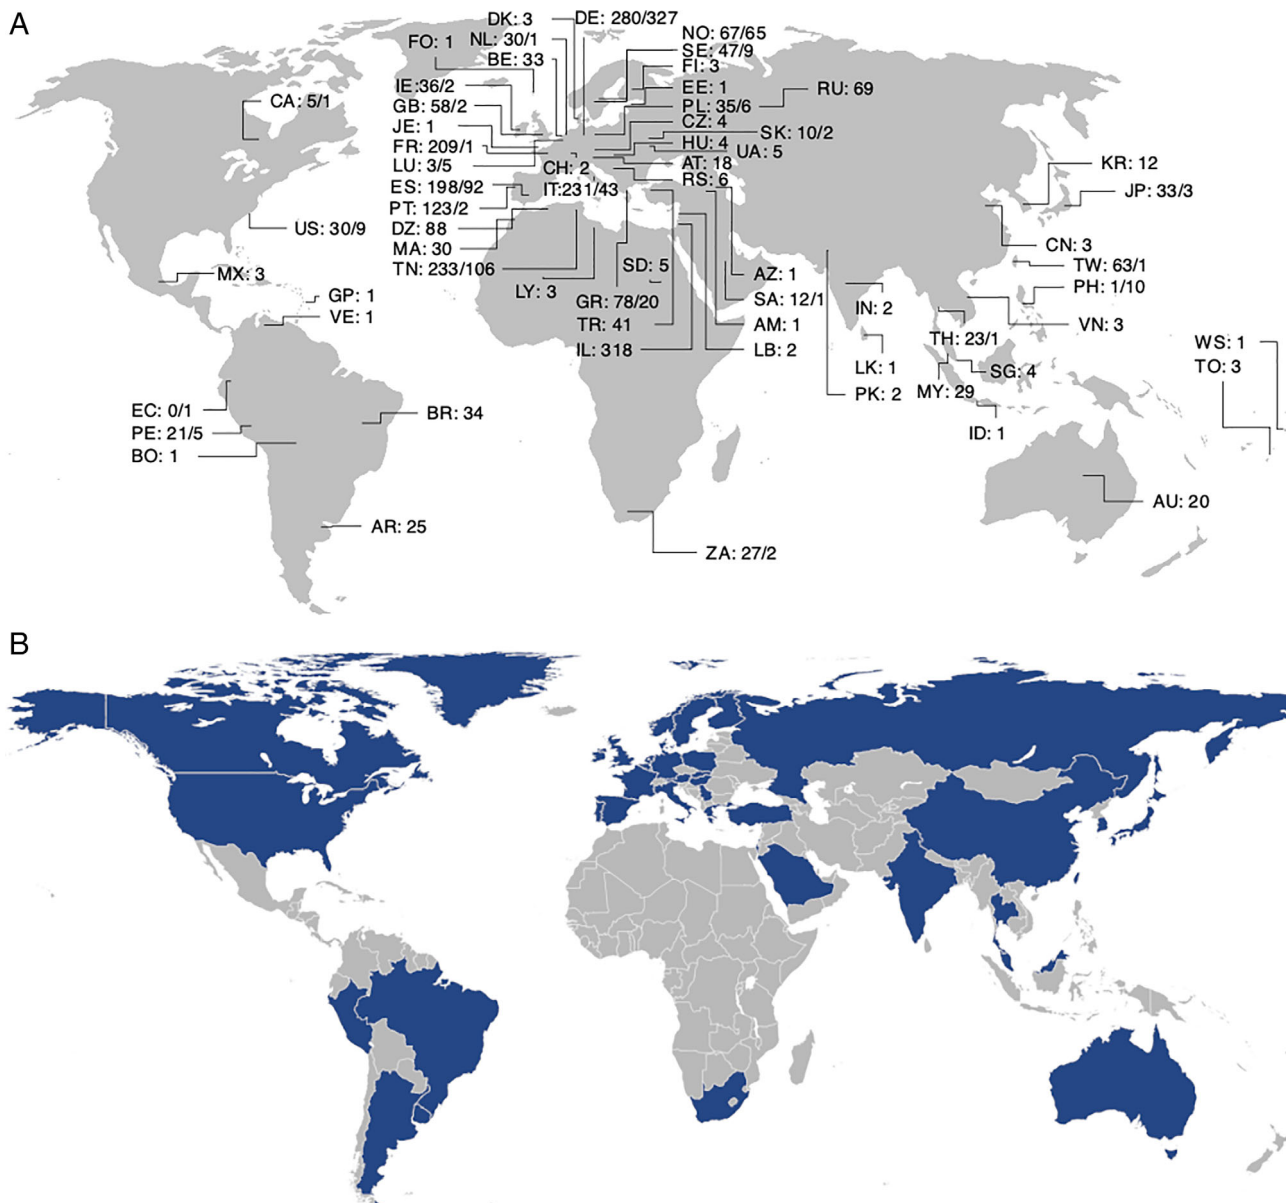 A
DK: 3
DE: 280/327
FO: 1
NL: 30/1
NO: 67/65
SE: 47/9
BE: 33
FI: 3
IE:36/2
EE: 1
RU: 69
CA: 5/1
GB: 58/2
PL: 35/6
JE: 1
CZ: 4
SK: 10/2
FR: 209/1
HU: 4
UA: 5
LU: 3/5
CH: 2
AT: 18
KR: 12
RS: 6
ES: 198/92
IT:231/43
JP: 33/3
PT: 123/2
US: 30/9
DZ: 88
MA: 30
CN: 3
TN: 233/106
SD: 5
TW: 63/1
MX: 3
AZ: 1
LY: 3
PH: 1/10
GP: 1
GR: 78/20
SA: 12/1
IN: 2
VE: 1
TR: 41
AM: 1
VN: 3
TH: 23/1
IL: 318
LB: 2
WS: 1
LK: 1
SG: 4
TO: 3
PK: 2
MY: 29
EC: 0/1
BR: 34
PE: 21/5
ID: 1
BO: 1
AU: 20
AR: 25
ZA: 27/2
B